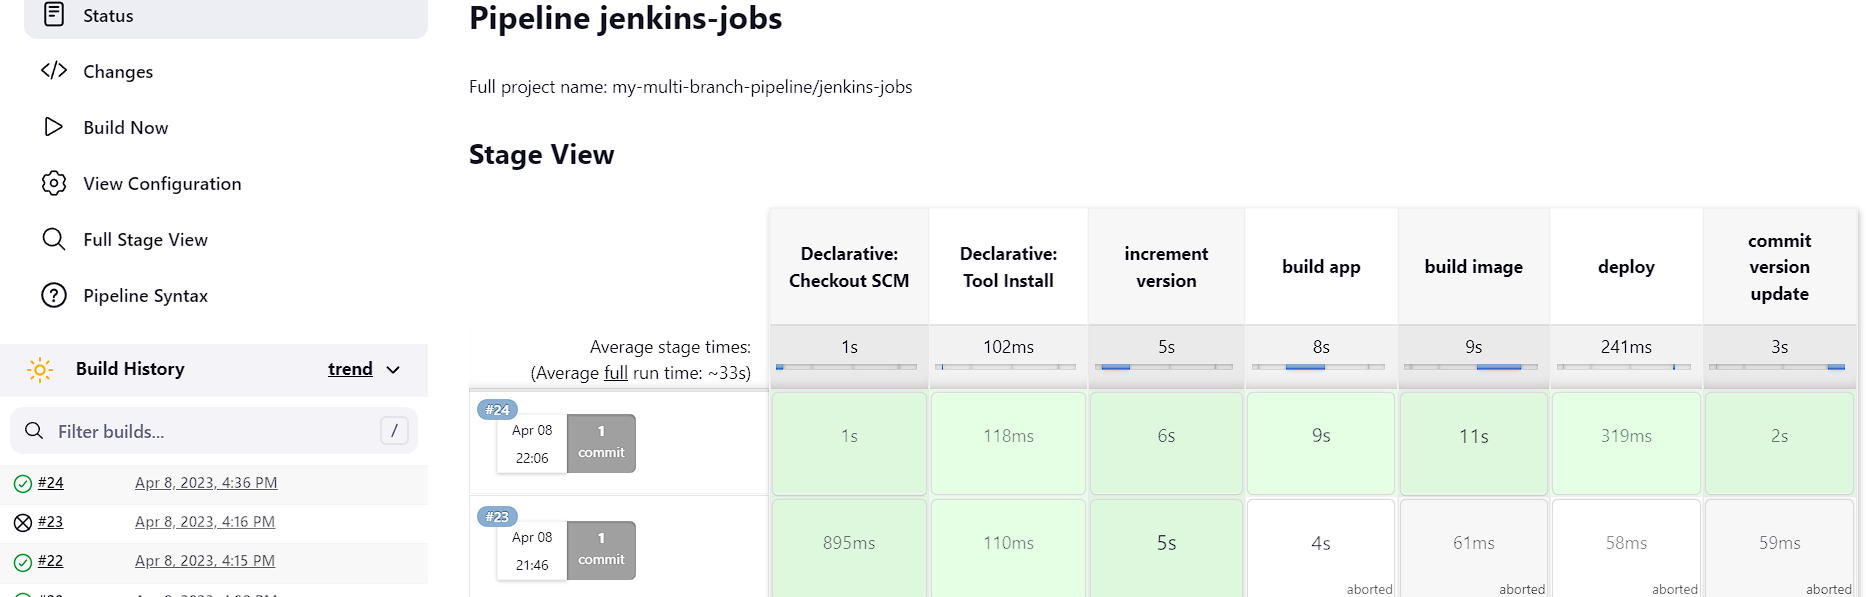 Status
Changes
Build Now
View Configuration
Full Stage View
Pipeline Syntax
Build History
trend
Filter builds...
/
#24
Apr 8, 2023, 4:36 PM
#23
Apr 8, 2023, 4:16 PM
#22
Apr 8, 2023, 4:15 PM
Pipeline jenkins-jobs
Full project name: my-multi-branch-pipeline/jenkins-jobs
Stage View
Declarative:
Checkout SCM
Declarative:
Tool Install
increment
version
build app
build image
deploy
commit
version
update
Average stage times:
(Average full run time: ~33s)
1s
102ms
5s
8s
9s
241ms
3s
#24
Apr 08
22:06
1
commit
1s
118ms
6s
9s
11s
319ms
2s
#23
Apr 08
21:46
1
commit
895ms
110ms
5s
4s
aborted
61ms
aborted
58ms
aborted
59ms
aborted